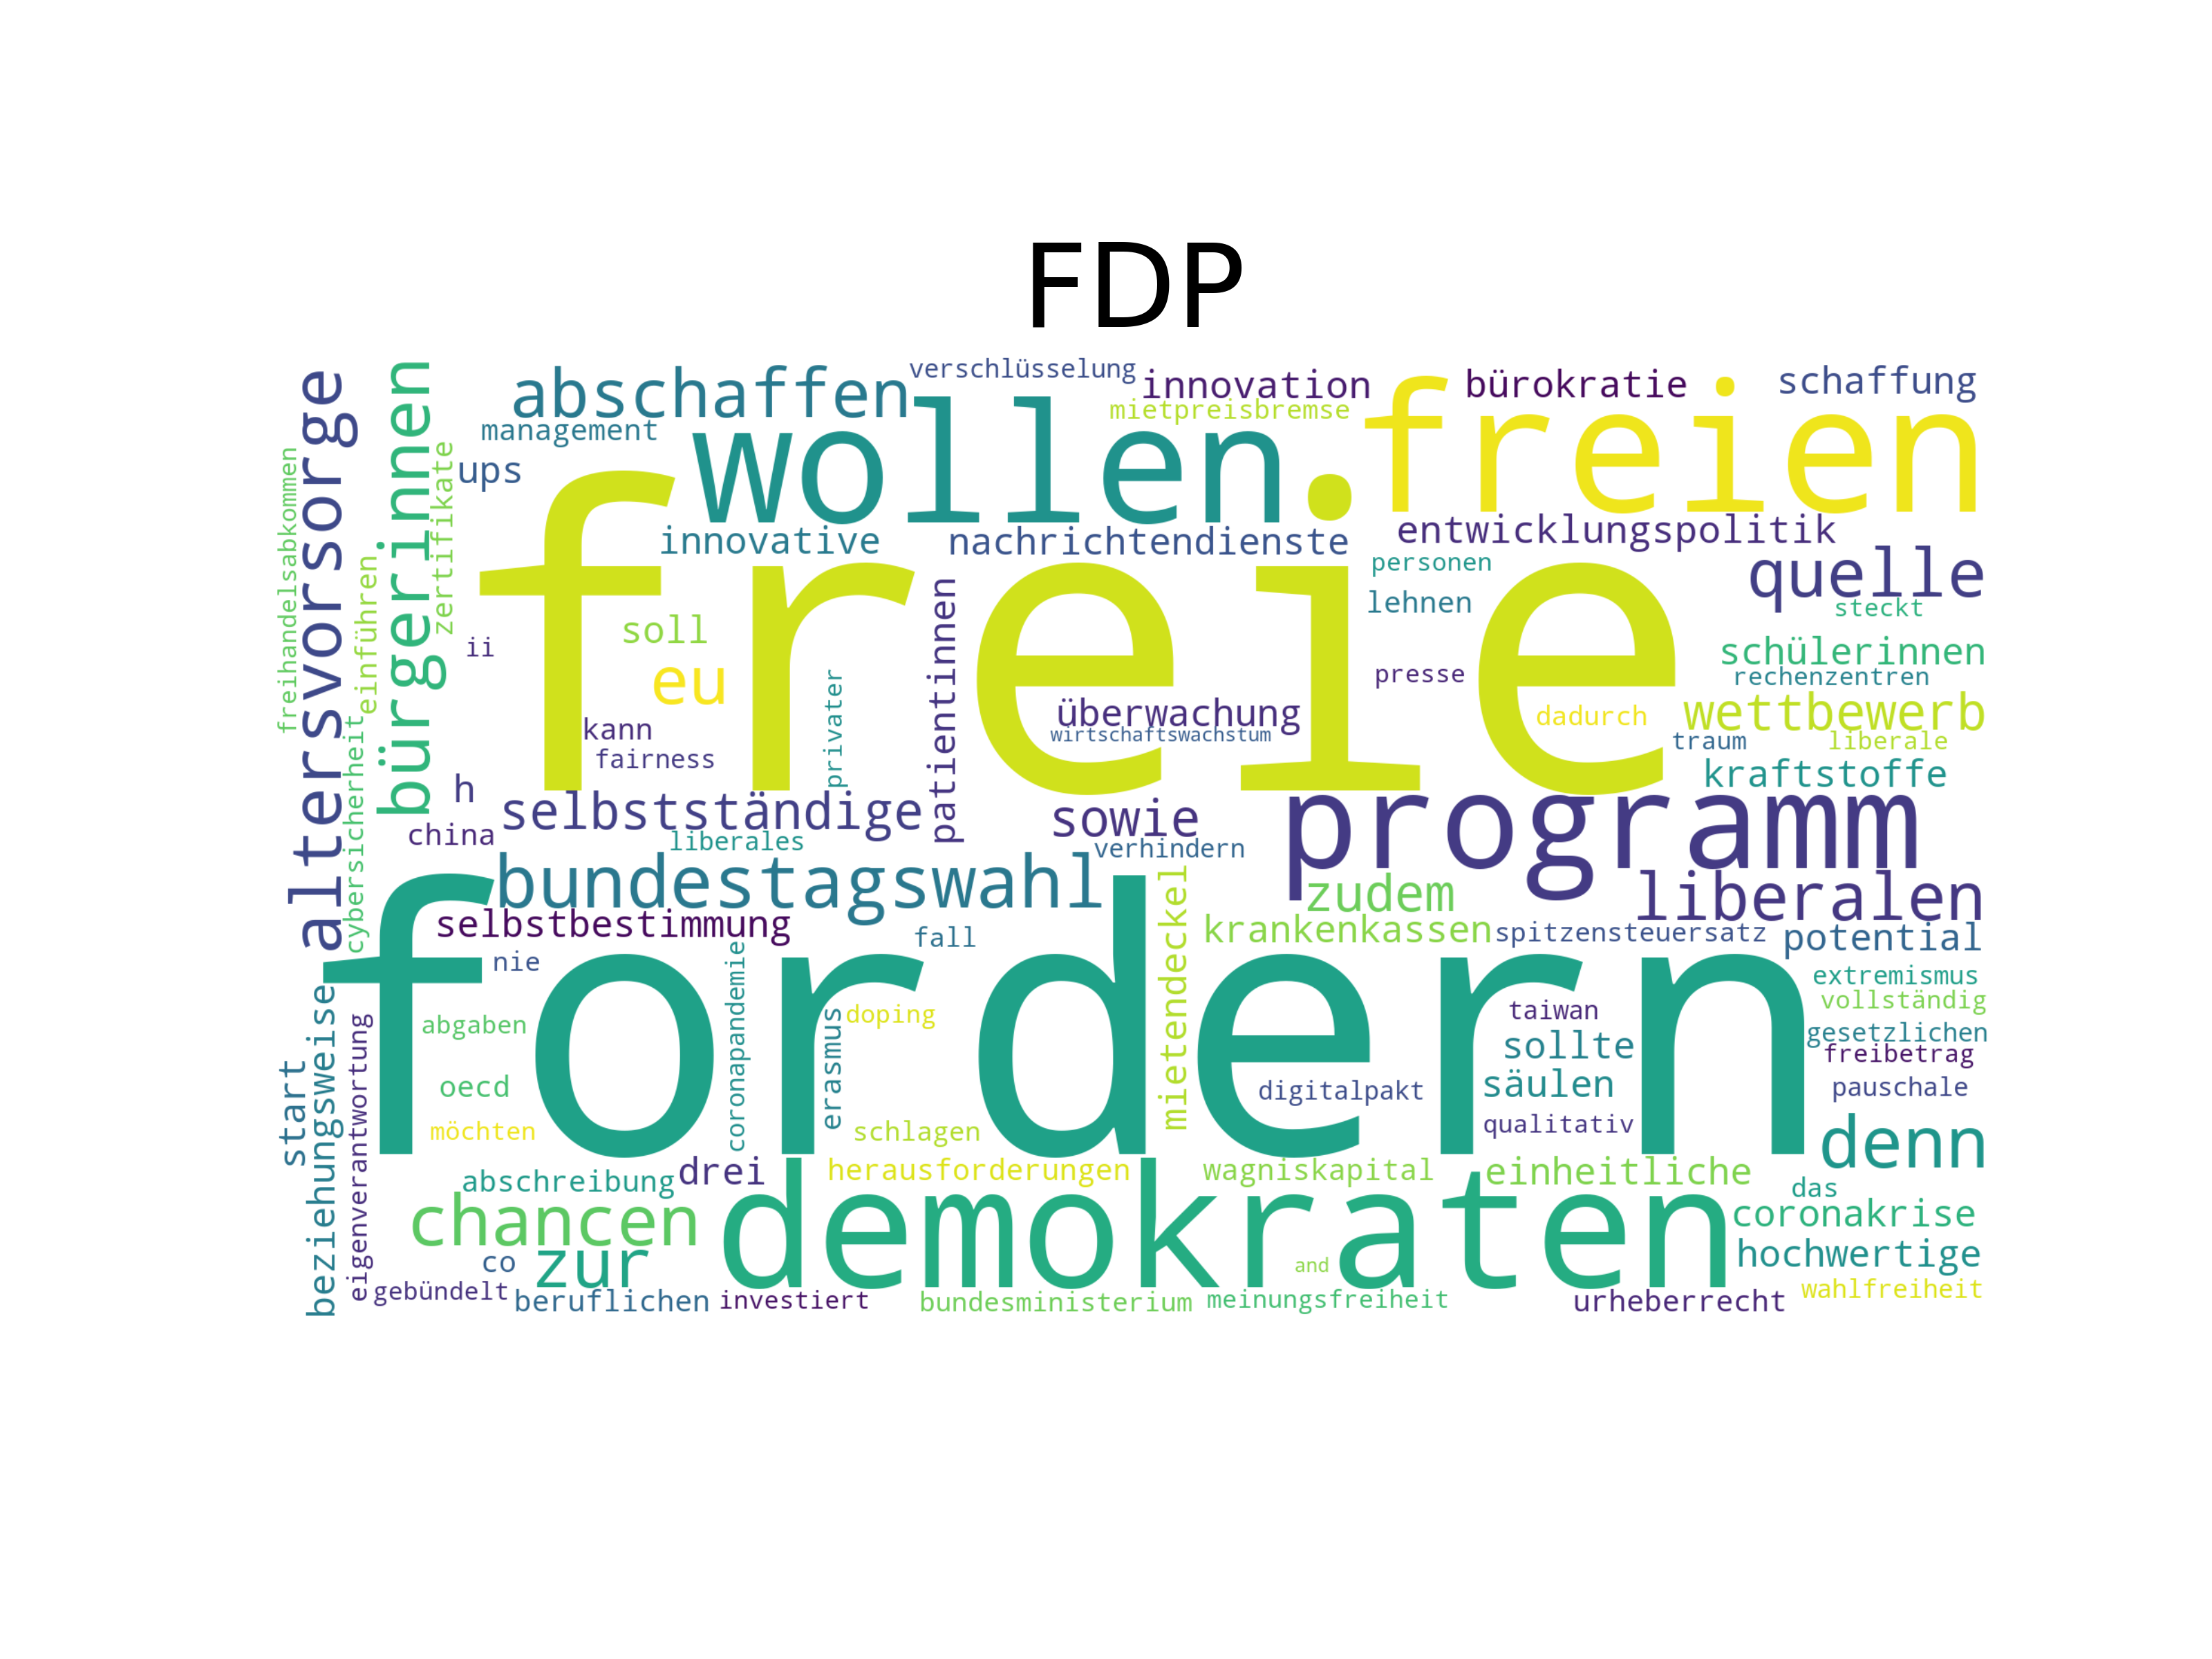 FDP
verschlüsselung
abschaffen
innovation
bürokratie
schaffung
mietpreisbremse
management
wollen
freien
ups
altersvorsorge
bürgerinnen
zertifikate
freihandelsabkommen
einführen
cybersicherheit
innovative
nachrichtendienste
entwicklungspolitik
freie
personen
quelle
lehnen
steckt
soll
ii
eu
schülerinnen
presse
rechenzentren
patientinnen
privater
überwachung
dadurch
wettbewerb
kann
wirtschaftswachstum
traum
liberale
fairness
kraftstoffe
h
selbstständige
sowie
programm
china
liberales
verhindern
bundestagswahl
zudem
liberalen
selbstbestimmung
fall
krankenkassen
spitzensteuersatz
potential
mietendeckel
nie
fordern
extremismus
vollständig
coronapandemie
erasmus
doping
taiwan
abgaben
gesetzlichen
sollte
freibetrag
start
beziehungsweise
eigenverantwortung
oecd
digitalpakt
säulen
pauschale
möchten
schlagen
qualitativ
denn
abschreibung
drei
herausforderungen
wagniskapital
einheitliche
das
chancen
demokraten
coronakrise
co
zur
and
hochwertige
gebündelt
beruflichen
investiert
bundesministerium
meinungsfreiheit
urheberrecht
wahlfreiheit